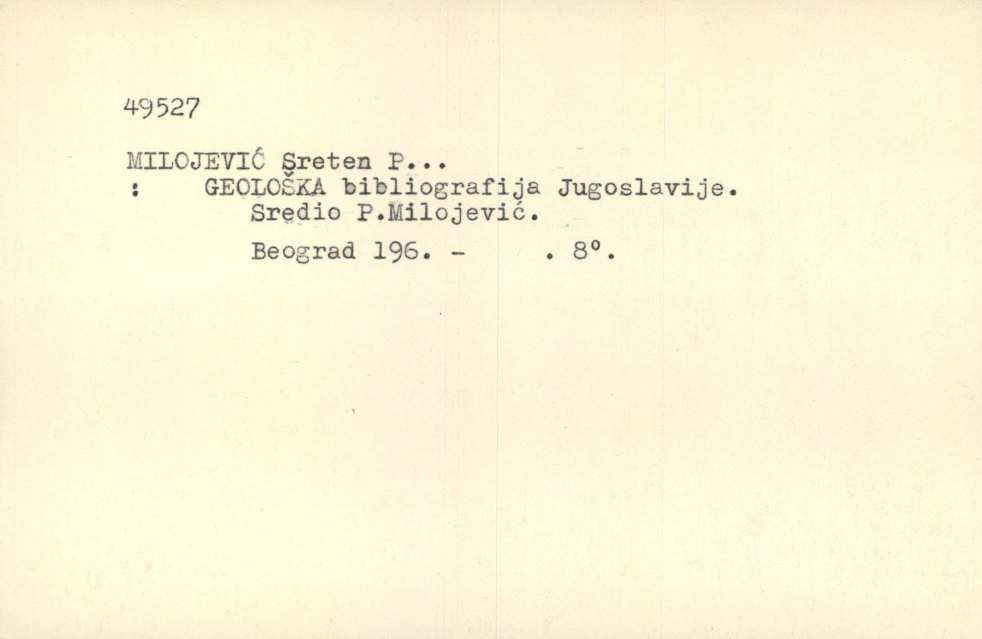 49527
MILOJEVIĆ Sreten P...
: GEOLOŠKA bibliografija Jugoslavije.
Sredio P.Milojević.
Beograd 196. - . 8°.